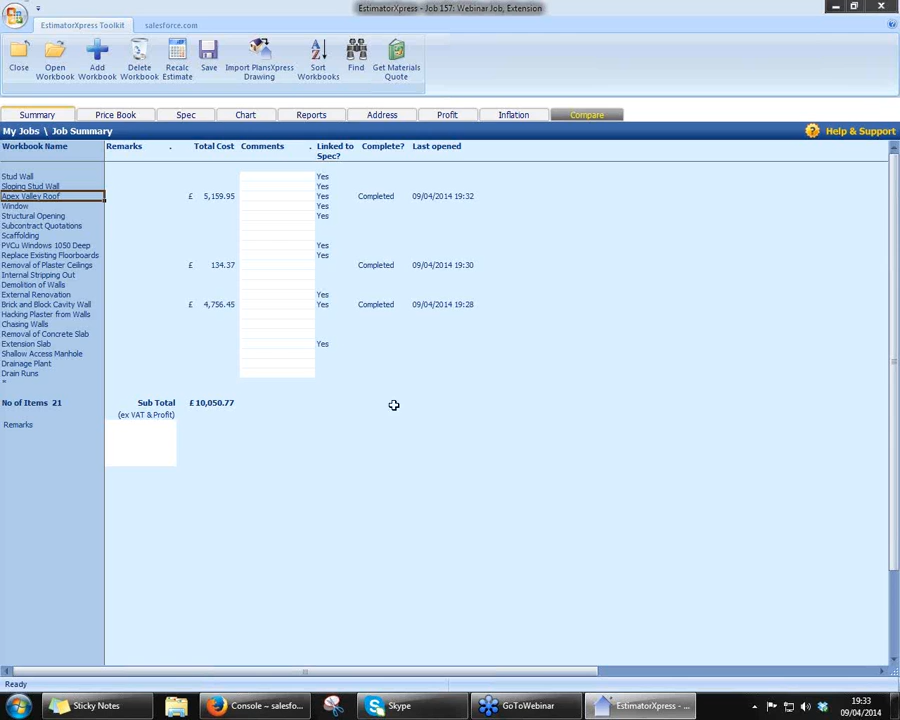 EstimatorXpress - Job 157: Webinar Job, Extension
EstimatorXpress Toolkit salesforce.com
Close Open Workbook Add Workbook Delete Workbook Recalc Estimate Save Import PlansXpress Drawing Sort Workbooks Find Get Materials Quote
Summary Price Book Spec Chart Reports Address Profit Inflation Compare
My Jobs \ Job Summary Help & Support
Workbook Name Remarks . Total Cost Comments . Linked to Spec? Complete? Last opened
Stud Wall Yes
Sloping Stud Wall Yes
Apex Valley Roof £ 5,159.95 Yes Completed 09/04/2014 19:32
Window Yes
Structural Opening Yes
Subcontract Quotations
Scaffolding
PVCu Windows 1050 Deep Yes
Replace Existing Floorboards Yes
Removal of Plaster Ceilings £ 134.37 Completed 09/04/2014 19:30
Internal Stripping Out
Demolition of Walls
External Renovation Yes
Brick and Block Cavity Wall £ 4,756.45 Yes Completed 09/04/2014 19:28
Hacking Plaster from Walls
Chasing Walls
Removal of Concrete Slab
Extension Slab Yes
Shallow Access Manhole
Drainage Plant
Drain Runs
*
No of Items 21 Sub Total £ 10,050.77
(ex VAT & Profit)
Remarks
Ready
Sticky Notes Console ~ salesfo... Skype GoToWebinar EstimatorXpress - ... 19:33
09/04/2014